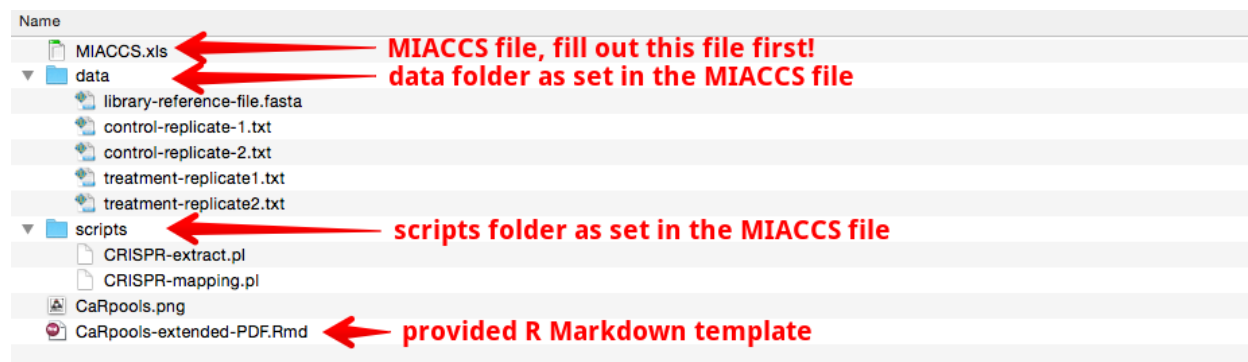 Name
MIACCS.xls MIACCS file, fill out this file first!
data data folder as set in the MIACCS file
library-reference-file.fasta
control-replicate-1.txt
control-replicate-2.txt
treatment-replicate1.txt
treatment-replicate2.txt
scripts scripts folder as set in the MIACCS file
CRISPR-extract.pl
CRISPR-mapping.pl
CaRpools.png
CaRpools-extended-PDF.Rmd provided R Markdown template